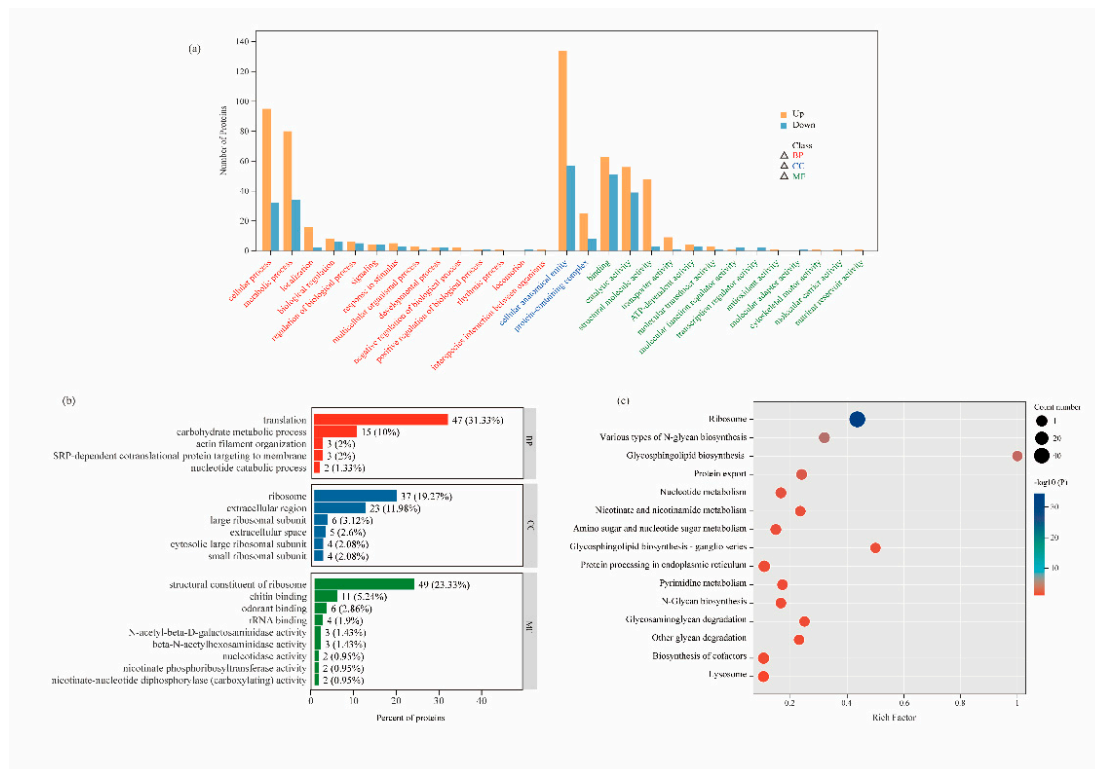 (a)
140
120
100
80
60
40
20
0
Number of Proteins
Up
Down
Class
BP
CC
MF
cellular process
metabolic process
localization
biological regulation
regulation of biological process
signaling
response to stimulus
multicellular organismal process
developmental process
negative regulation of biological process
positive regulation of biological process
rhythmic process
locomotion
interspecies interaction between organisms
cellular anatomical entity
protein-containing complex
binding
catalytic activity
structural molecule activity
transporter activity
ATP-dependent activity
molecular transducer activity
molecular function regulator activity
transcription regulator activity
antioxidant activity
molecular adaptor activity
cytoskeletal motor activity
molecular carrier activity
nutrient reservoir activity
(b)
translation 47 (31.33%)
carbohydrate metabolic process 15 (10%)
actin filament organization 3 (2%)
SRP-dependent cotranslational protein targeting to membrane 3 (2%)
nucleotide catabolic process 2 (1.33%)
BP
ribosome 37 (19.27%)
extracellular region 23 (11.98%)
large ribosomal subunit 6 (3.12%)
extracellular space 5 (2.6%)
cytosolic large ribosomal subunit 4 (2.08%)
small ribosomal subunit 4 (2.08%)
CC
structural constituent of ribosome 49 (23.33%)
chitin binding 11 (5.24%)
odorant binding 6 (2.86%)
rRNA binding 4 (1.9%)
N-acetyl-beta-D-galactosaminidase activity 3 (1.43%)
beta-N-acetylhexosaminidase activity 3 (1.43%)
nucleotidase activity 2 (0.95%)
nicotinate phosphoribosyltransferase activity 2 (0.95%)
nicotinate-nucleotide diphosphorylase (carboxylating) activity 2 (0.95%)
MF
0 10 20 30 40
Percent of proteins
(c)
Ribosome
Various types of N-glycan biosynthesis
Glycosphingolipid biosynthesis
Protein export
Nucleotide metabolism
Nicotinate and nicotinamide metabolism
Amino sugar and nucleotide sugar metabolism
Glycosphingolipid biosynthesis - ganglio series
Protein processing in endoplasmic reticulum
Pyrimidine metabolism
N-Glycan biosynthesis
Glycosaminoglycan degradation
Other glycan degradation
Biosynthesis of cofactors
Lysosome
0.2 0.4 0.6 0.8 1
Rich Factor
Count number
1
20
40
-log10 (P)
30
20
10